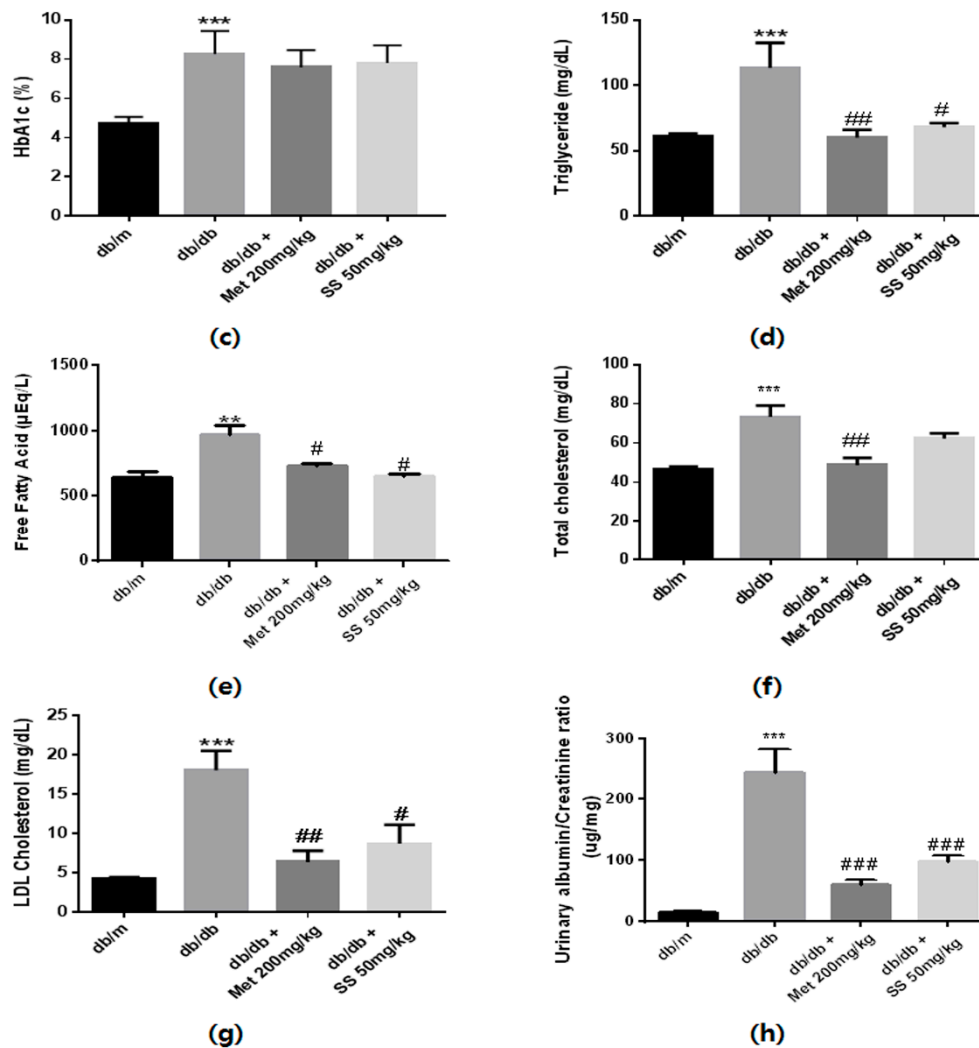 HbA1c (%)
10
8
6
4
2
0
***
db/m
db/db
db/db +
Met 200mg/kg
db/db +
SS 50mg/kg
(c)
Triglyceride (mg/dL)
150
100
50
0
***
##
#
db/m
db/db
db/db +
Met 200mg/kg
db/db +
SS 50mg/kg
(d)
Free Fatty Acid (µEq/L)
1500
1000
500
0
**
#
#
db/m
db/db
db/db +
Met 200mg/kg
db/db +
SS 50mg/kg
(e)
Total cholesterol (mg/dL)
100
80
60
40
20
0
***
##
db/m
db/db
db/db +
Met 200mg/kg
db/db +
SS 50mg/kg
(f)
LDL Cholesterol (mg/dL)
25
20
15
10
5
0
***
##
#
db/m
db/db
db/db +
Met 200mg/kg
db/db +
SS 50mg/kg
(g)
Urinary albumin/Creatinine ratio
(ug/mg)
300
200
100
0
***
###
###
db/m
db/db
db/db +
Met 200mg/kg
db/db +
SS 50mg/kg
(h)